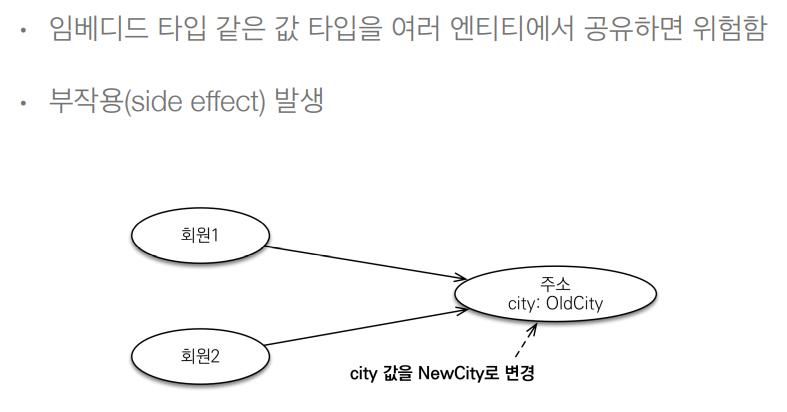 • 임베디드 타입 같은 값 타입을 여러 엔티티에서 공유하면 위험함
• 부작용(side effect) 발생
회원1
주소
city: OldCity
회원2
city 값을 NewCity로 변경